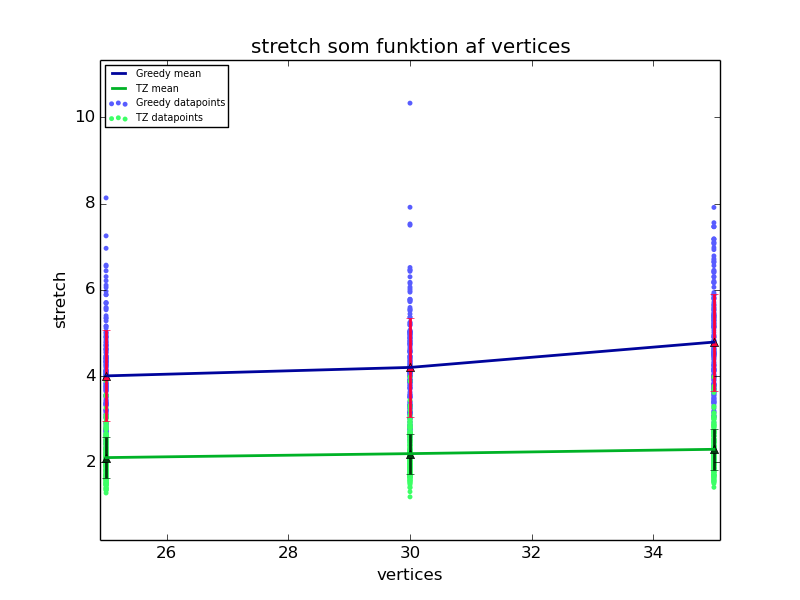 stretch som funktion af vertices
Greedy mean
TZ mean
Greedy datapoints
TZ datapoints
10
8
6
4
2
stretch
26
28
30
32
34
vertices